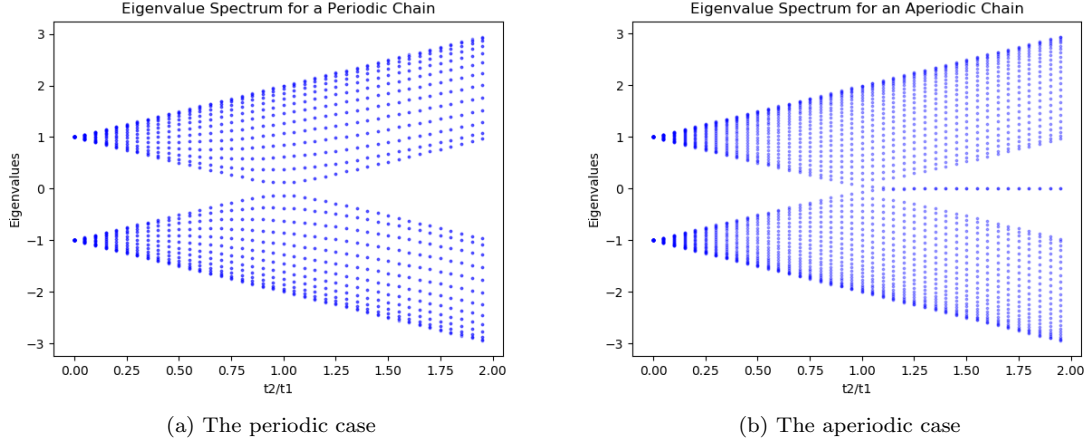 Eigenvalue Spectrum for a Periodic Chain
3
2
1
0
−1
−2
−3
Eigenvalues
0.00 0.25 0.50 0.75 1.00 1.25 1.50 1.75 2.00
t2/t1
(a) The periodic case
Eigenvalue Spectrum for an Aperiodic Chain
3
2
1
0
−1
−2
−3
Eigenvalues
0.00 0.25 0.50 0.75 1.00 1.25 1.50 1.75 2.00
t2/t1
(b) The aperiodic case